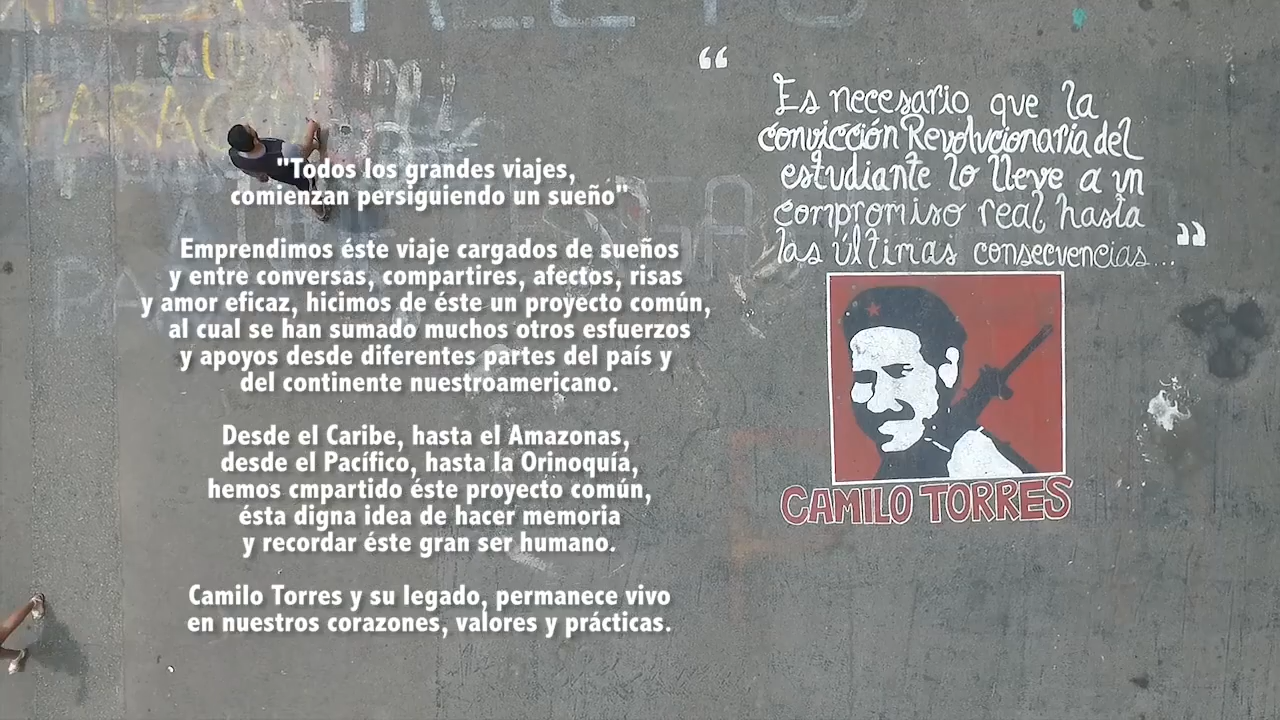 "Todos los grandes viajes,
comienzan persiguiendo un sueño"
Emprendimos éste viaje cargados de sueños
y entre conversas, compartires, afectos, risas
y amor eficaz, hicimos de éste un proyecto común,
al cual se han sumado muchos otros esfuerzos
y apoyos desde diferentes partes del país y
del continente nuestroamericano.
Desde el Caribe, hasta el Amazonas,
desde el Pacífico, hasta la Orinoquía,
hemos cmpartido éste proyecto común,
ésta digna idea de hacer memoria
y recordar éste gran ser humano.
Camilo Torres y su legado, permanece vivo
en nuestros corazones, valores y prácticas.
“ Es necesario que la
convicción Revolucionaria del
estudiante lo lleve a un
compromiso real hasta
las últimas consecuencias... ”
CAMILO TORRES